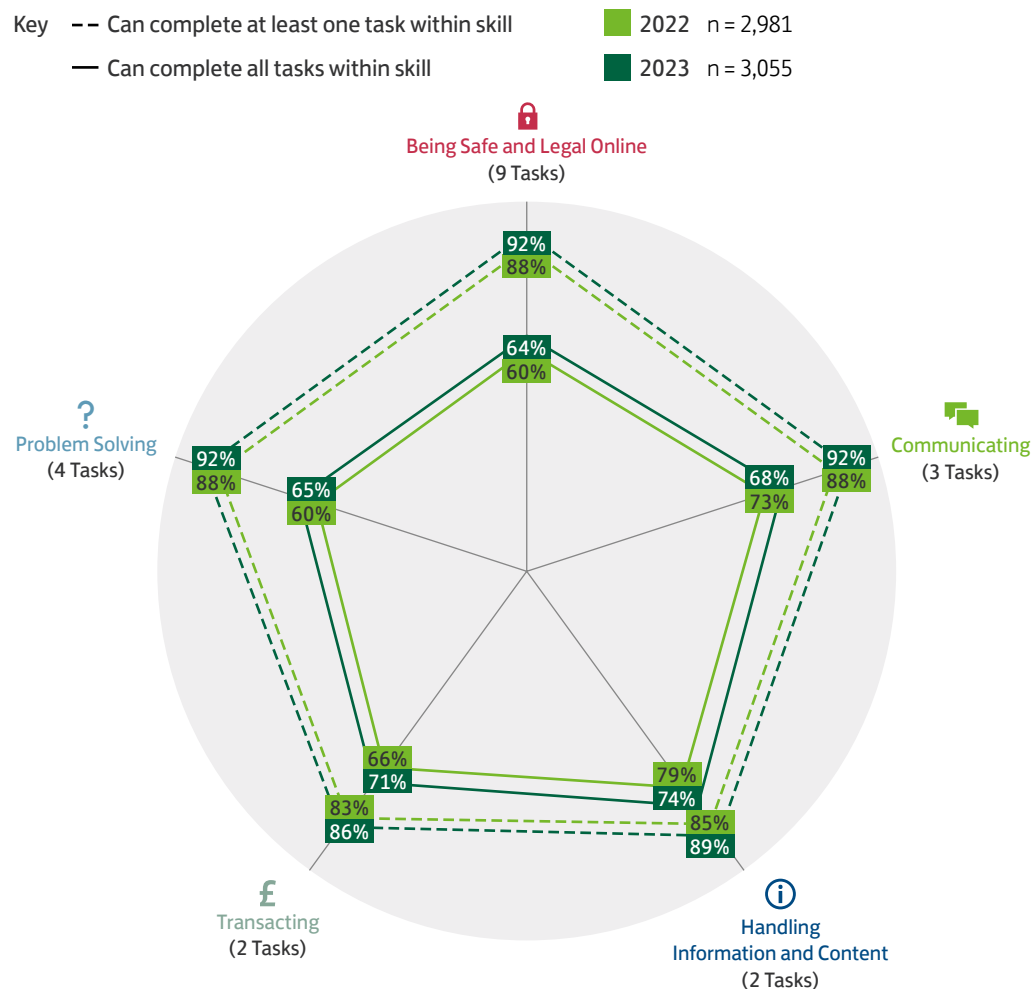 Key -- Can complete at least one task within skill 2022 n = 2,981
— Can complete all tasks within skill 2023 n = 3,055
Being Safe and Legal Online
(9 Tasks)
92%
88%
64%
60%
?
Problem Solving
(4 Tasks)
92%
88%
65%
60%
Communicating
(3 Tasks)
92%
88%
68%
73%
66%
71%
83%
86%
79%
74%
85%
89%
£
Transacting
(2 Tasks)
i
Handling
Information and Content
(2 Tasks)